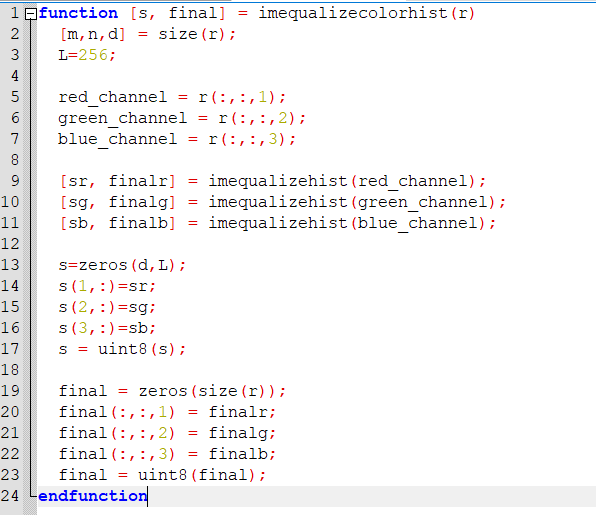 1 function [s, final] = imequalizecolorhist(r)
2 [m,n,d] = size(r);
3 L=256;
4
5 red_channel = r(:,:,1);
6 green_channel = r(:,:,2);
7 blue_channel = r(:,:,3);
8
9 [sr, finalr] = imequalizehist(red_channel);
10 [sg, finalg] = imequalizehist(green_channel);
11 [sb, finalb] = imequalizehist(blue_channel);
12
13 s=zeros(d,L);
14 s(1,:)=sr;
15 s(2,:)=sg;
16 s(3,:)=sb;
17 s = uint8(s);
18
19 final = zeros(size(r));
20 final(:,:,1) = finalr;
21 final(:,:,2) = finalg;
22 final(:,:,3) = finalb;
23 final = uint8(final);
24 endfunction